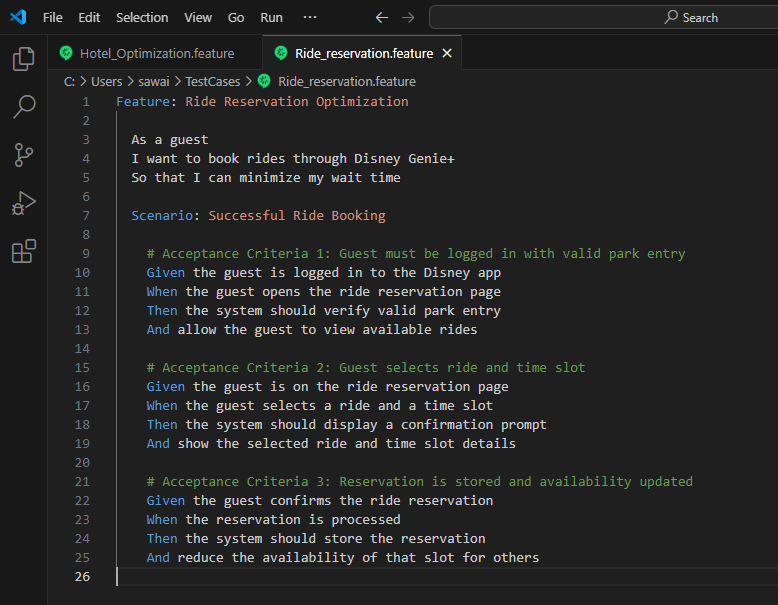 File Edit Selection View Go Run ··· ← → Search
Hotel_Optimization.feature Ride_reservation.feature ×
C: > Users > sawai > TestCases > Ride_reservation.feature
1 Feature: Ride Reservation Optimization
2
3 As a guest
4 I want to book rides through Disney Genie+
5 So that I can minimize my wait time
6
7 Scenario: Successful Ride Booking
8
9 # Acceptance Criteria 1: Guest must be logged in with valid park entry
10 Given the guest is logged in to the Disney app
11 When the guest opens the ride reservation page
12 Then the system should verify valid park entry
13 And allow the guest to view available rides
14
15 # Acceptance Criteria 2: Guest selects ride and time slot
16 Given the guest is on the ride reservation page
17 When the guest selects a ride and a time slot
18 Then the system should display a confirmation prompt
19 And show the selected ride and time slot details
20
21 # Acceptance Criteria 3: Reservation is stored and availability updated
22 Given the guest confirms the ride reservation
23 When the reservation is processed
24 Then the system should store the reservation
25 And reduce the availability of that slot for others
26